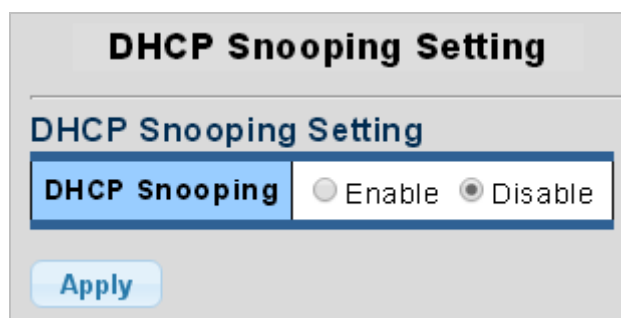 DHCP Snooping Setting
DHCP Snooping Setting
DHCP Snooping Enable Disable
Apply